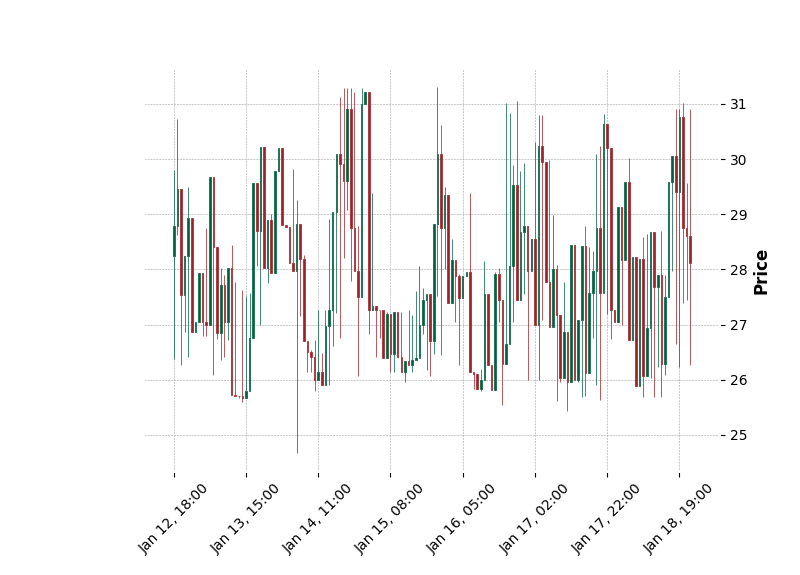 31
30
29
28
27
26
25
Price
Jan 12, 18:00
Jan 13, 15:00
Jan 14, 11:00
Jan 15, 08:00
Jan 16, 05:00
Jan 17, 02:00
Jan 17, 22:00
Jan 18, 19:00